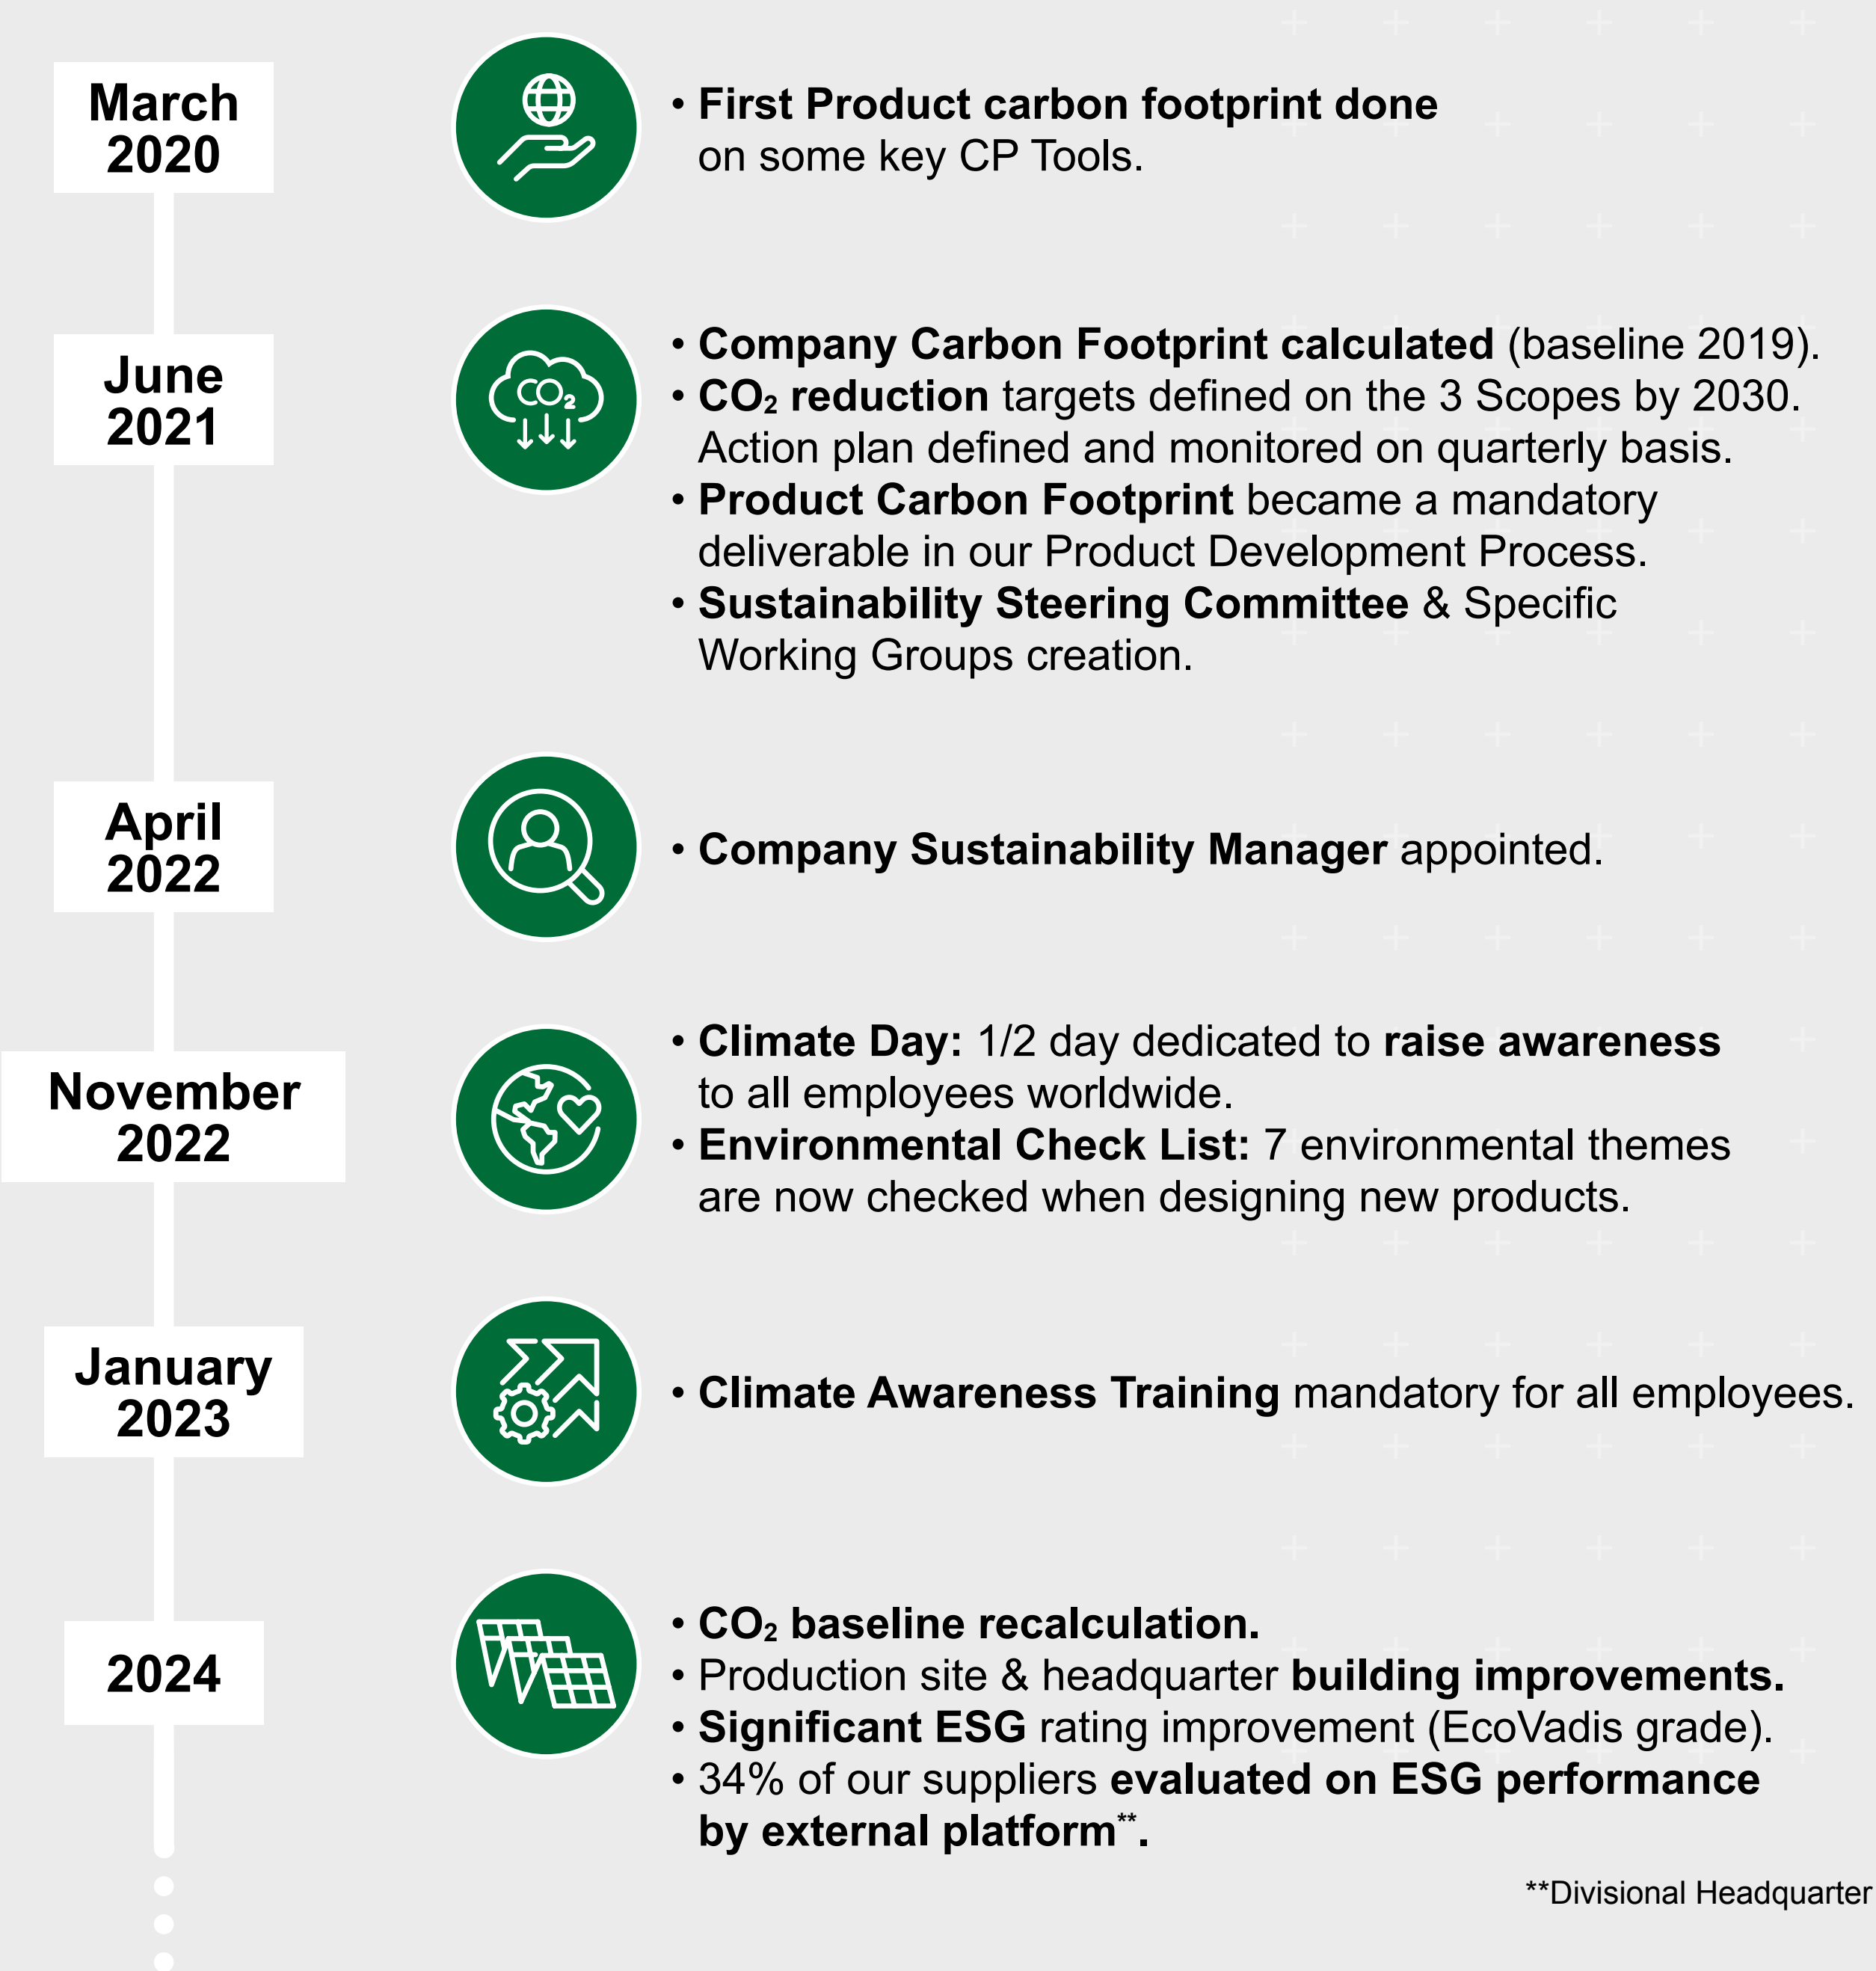 March
2020
• First Product carbon footprint done
on some key CP Tools.
June
2021
CO₂
• Company Carbon Footprint calculated (baseline 2019).
• CO₂ reduction targets defined on the 3 Scopes by 2030.
Action plan defined and monitored on quarterly basis.
• Product Carbon Footprint became a mandatory
deliverable in our Product Development Process.
• Sustainability Steering Committee & Specific
Working Groups creation.
April
2022
• Company Sustainability Manager appointed.
November
2022
• Climate Day: 1/2 day dedicated to raise awareness
to all employees worldwide.
• Environmental Check List: 7 environmental themes
are now checked when designing new products.
January
2023
• Climate Awareness Training mandatory for all employees.
2024
• CO₂ baseline recalculation.
• Production site & headquarter building improvements.
• Significant ESG rating improvement (EcoVadis grade).
• 34% of our suppliers evaluated on ESG performance
by external platform**.
**Divisional Headquarter